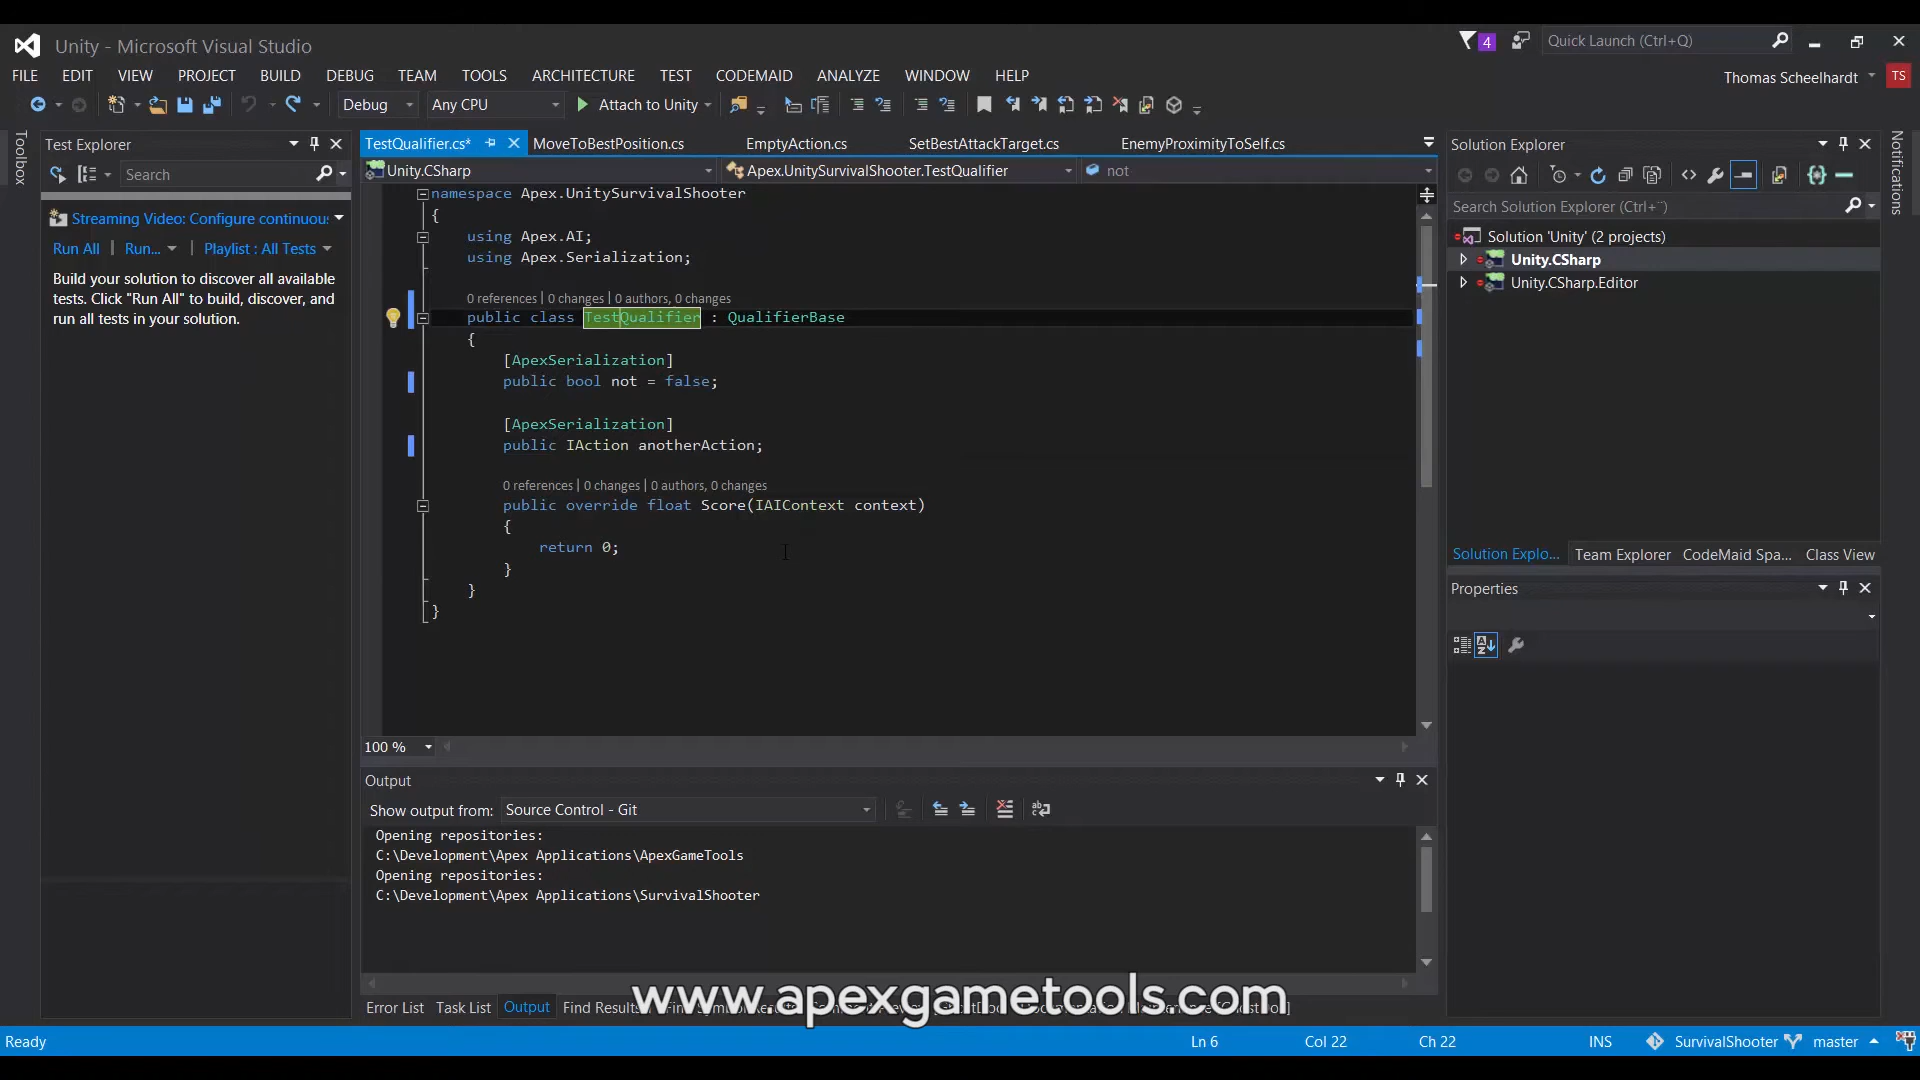 Unity - Microsoft Visual Studio
4
Quick Launch (Ctrl+Q)
FILE EDIT VIEW PROJECT BUILD DEBUG TEAM TOOLS ARCHITECTURE TEST CODEMAID ANALYZE WINDOW HELP
Thomas Scheelhardt TS
Debug Any CPU Attach to Unity
Toolbox
Test Explorer
Search
Streaming Video: Configure continuou
Run All | Run... | Playlist : All Tests
Build your solution to discover all available
tests. Click "Run All" to build, discover, and
run all tests in your solution.
TestQualifier.cs* MoveToBestPosition.cs EmptyAction.cs SetBestAttackTarget.cs EnemyProximityToSelf.cs
Unity.CSharp Apex.UnitySurvivalShooter.TestQualifier not
namespace Apex.UnitySurvivalShooter
{
using Apex.AI;
using Apex.Serialization;
0 references | 0 changes | 0 authors, 0 changes
public class TestQualifier : QualifierBase
{
[ApexSerialization]
public bool not = false;
[ApexSerialization]
public IAction anotherAction;
0 references | 0 changes | 0 authors, 0 changes
public override float Score(IAIContext context)
{
return 0;
}
}
}
100 %
Output
Show output from: Source Control - Git
Opening repositories:
C:\Development\Apex Applications\ApexGameTools
Opening repositories:
C:\Development\Apex Applications\SurvivalShooter
Error List Task List Output Find Results
www.apexgametools.com
Solution Explorer
Search Solution Explorer (Ctrl+¨)
Solution 'Unity' (2 projects)
Unity.CSharp
Unity.CSharp.Editor
Solution Explo... Team Explorer CodeMaid Spa... Class View
Properties
Notifications
Ready Ln 6 Col 22 Ch 22 INS SurvivalShooter master